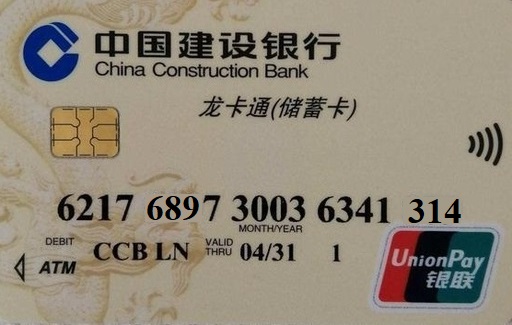 中国建设银行
China Construction Bank
龙卡通(储蓄卡)
6217 6897 3003 6341 314
MONTH/YEAR
DEBIT CCB LN VALID THRU 04/31 1
ATM
UnionPay
银联